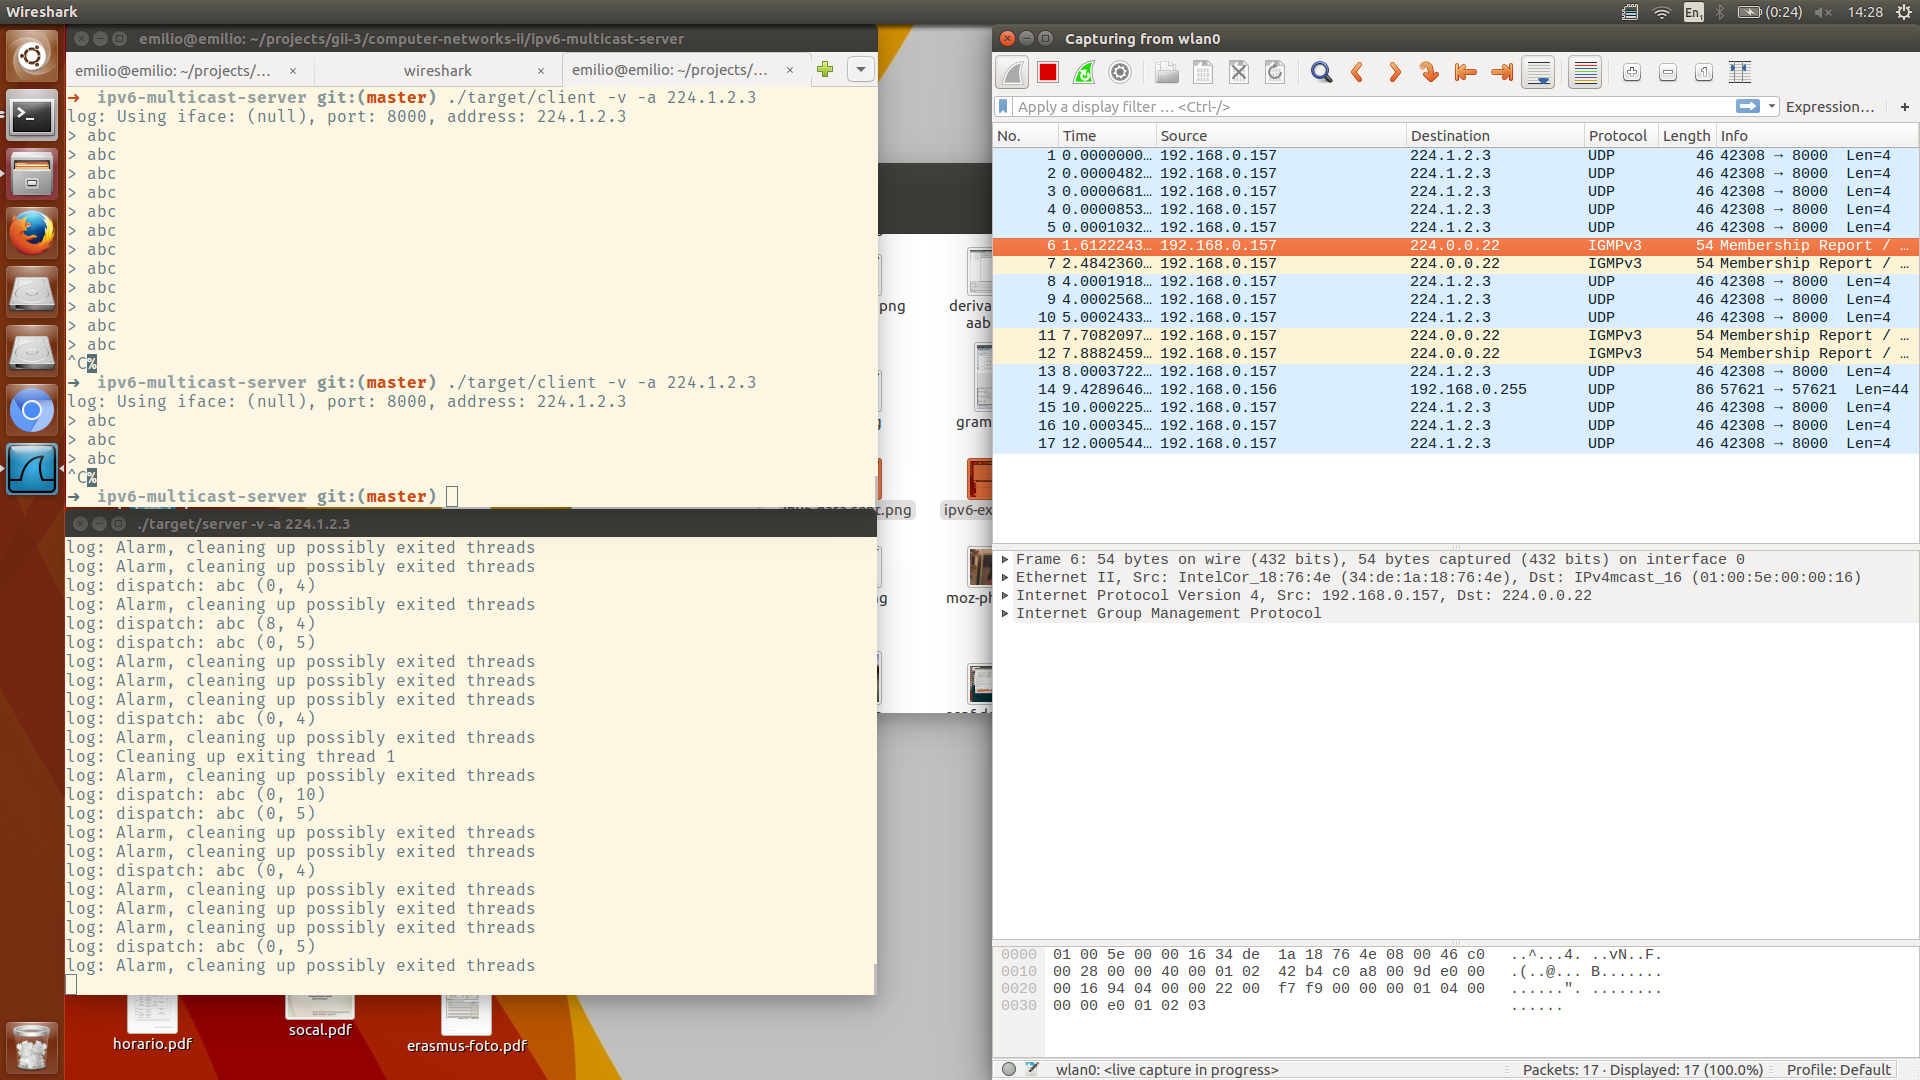 Wireshark
En1
(0:24)
14:28
emilio@emilio: ~/projects/gii-3/computer-networks-ii/ipv6-multicast-server
emilio@emilio: ~/projects/... × wireshark × emilio@emilio: ~/projects/... ×
➜ ipv6-multicast-server git:(master) ./target/client -v -a 224.1.2.3
log: Using iface: (null), port: 8000, address: 224.1.2.3
> abc
> abc
> abc
> abc
> abc
> abc
> abc
> abc
> abc
> abc
> abc
> abc
^C%
➜ ipv6-multicast-server git:(master) ./target/client -v -a 224.1.2.3
log: Using iface: (null), port: 8000, address: 224.1.2.3
> abc
> abc
> abc
^C%
➜ ipv6-multicast-server git:(master)
./target/server -v -a 224.1.2.3
log: Alarm, cleaning up possibly exited threads
log: Alarm, cleaning up possibly exited threads
log: dispatch: abc (0, 4)
log: Alarm, cleaning up possibly exited threads
log: dispatch: abc (8, 4)
log: dispatch: abc (0, 5)
log: Alarm, cleaning up possibly exited threads
log: Alarm, cleaning up possibly exited threads
log: Alarm, cleaning up possibly exited threads
log: dispatch: abc (0, 4)
log: Alarm, cleaning up possibly exited threads
log: Cleaning up exiting thread 1
log: Alarm, cleaning up possibly exited threads
log: dispatch: abc (0, 10)
log: dispatch: abc (0, 5)
log: Alarm, cleaning up possibly exited threads
log: Alarm, cleaning up possibly exited threads
log: dispatch: abc (0, 4)
log: Alarm, cleaning up possibly exited threads
log: Alarm, cleaning up possibly exited threads
log: Alarm, cleaning up possibly exited threads
log: dispatch: abc (0, 5)
log: Alarm, cleaning up possibly exited threads
horario.pdf
socal.pdf
erasmus-foto.pdf
png
deriva
aab
gram
.png
ipv6-ex
moz-ph
Capturing from wlan0
Apply a display filter ... <Ctrl-/>
Expression... +
No. Time Source Destination Protocol Length Info
1 0.0000000... 192.168.0.157 224.1.2.3 UDP 46 42308 → 8000 Len=4
2 0.0000482... 192.168.0.157 224.1.2.3 UDP 46 42308 → 8000 Len=4
3 0.0000681... 192.168.0.157 224.1.2.3 UDP 46 42308 → 8000 Len=4
4 0.0000853... 192.168.0.157 224.1.2.3 UDP 46 42308 → 8000 Len=4
5 0.0001032... 192.168.0.157 224.1.2.3 UDP 46 42308 → 8000 Len=4
6 1.6122243... 192.168.0.157 224.0.0.22 IGMPv3 54 Membership Report / ...
7 2.4842360... 192.168.0.157 224.0.0.22 IGMPv3 54 Membership Report / ...
8 4.0001918... 192.168.0.157 224.1.2.3 UDP 46 42308 → 8000 Len=4
9 4.0002568... 192.168.0.157 224.1.2.3 UDP 46 42308 → 8000 Len=4
10 5.0002433... 192.168.0.157 224.1.2.3 UDP 46 42308 → 8000 Len=4
11 7.7082097... 192.168.0.157 224.0.0.22 IGMPv3 54 Membership Report / ...
12 7.8882459... 192.168.0.157 224.0.0.22 IGMPv3 54 Membership Report / ...
13 8.0003722... 192.168.0.157 224.1.2.3 UDP 46 42308 → 8000 Len=4
14 9.4289646... 192.168.0.156 192.168.0.255 UDP 86 57621 → 57621 Len=44
15 10.000225... 192.168.0.157 224.1.2.3 UDP 46 42308 → 8000 Len=4
16 10.000345... 192.168.0.157 224.1.2.3 UDP 46 42308 → 8000 Len=4
17 12.000544... 192.168.0.157 224.1.2.3 UDP 46 42308 → 8000 Len=4
Frame 6: 54 bytes on wire (432 bits), 54 bytes captured (432 bits) on interface 0
Ethernet II, Src: IntelCor_18:76:4e (34:de:1a:18:76:4e), Dst: IPv4mcast_16 (01:00:5e:00:00:16)
Internet Protocol Version 4, Src: 192.168.0.157, Dst: 224.0.0.22
Internet Group Management Protocol
0000 01 00 5e 00 00 16 34 de 1a 18 76 4e 08 00 46 c0 ..^...4. ..vN..F.
0010 00 28 00 00 40 00 01 02 42 b4 c0 a8 00 9d e0 00 .(..@... B.......
0020 00 16 94 04 00 00 22 00 f7 f9 00 00 00 01 04 00 ......". ........
0030 00 00 e0 01 02 03 ......
wlan0: <live capture in progress>
Packets: 17 · Displayed: 17 (100.0%)
Profile: Default